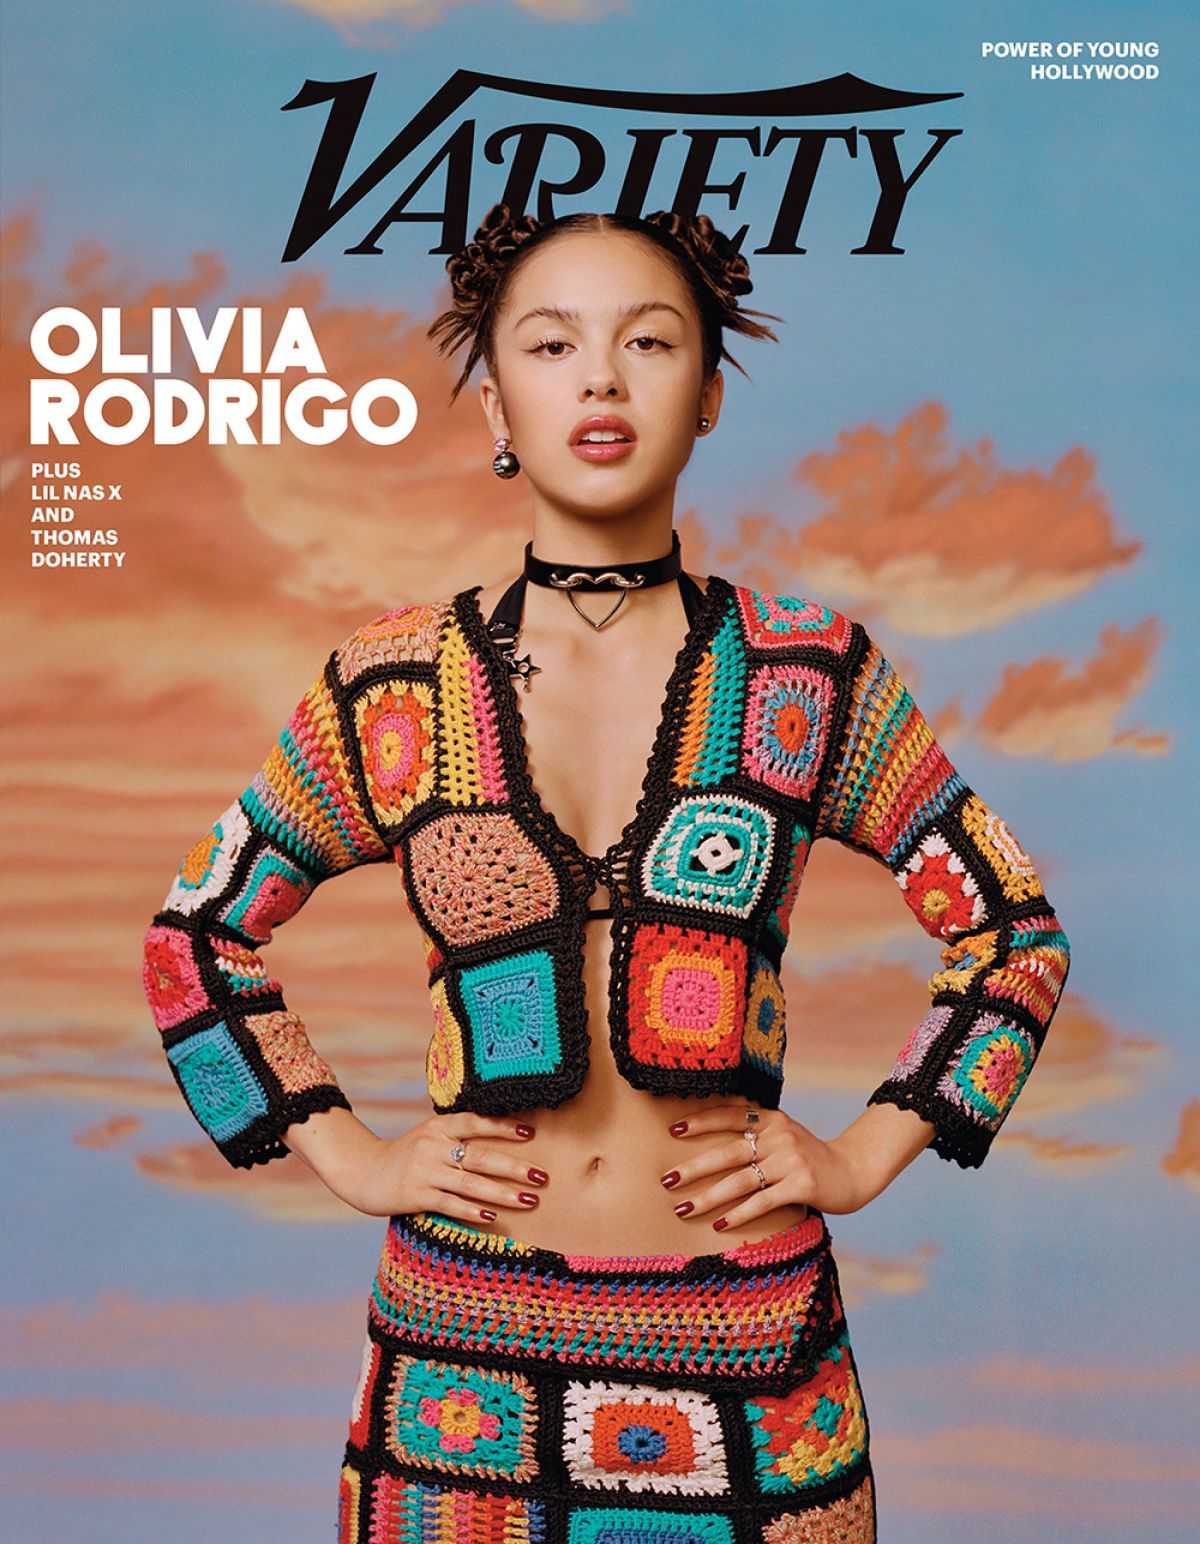 POWER OF YOUNG
HOLLYWOOD
VARIETY
OLIVIA
RODRIGO
PLUS
LIL NAS X
AND
THOMAS
DOHERTY